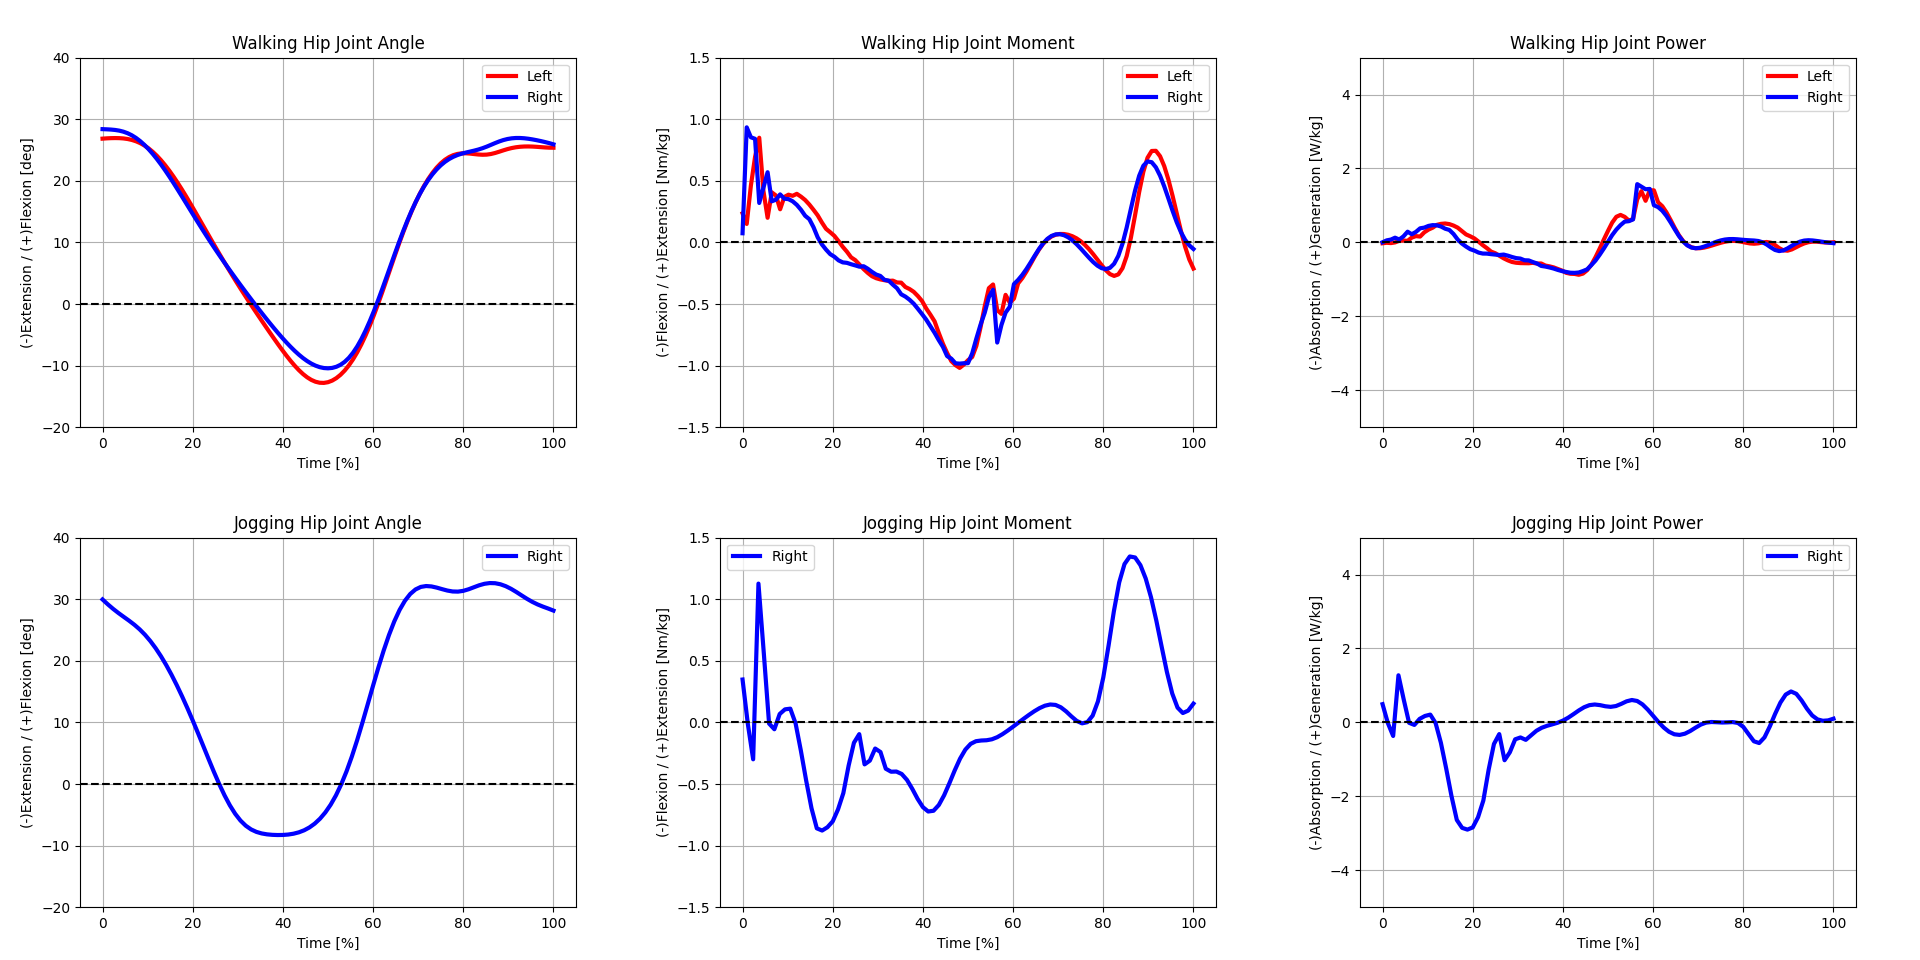 Walking Hip Joint Angle
40
30
20
10
0
−10
−20
(-)Extension / (+)Flexion [deg]
Left
Right
0 20 40 60 80 100
Time [%]
Walking Hip Joint Moment
1.5
1.0
0.5
0.0
−0.5
−1.0
−1.5
(-)Flexion / (+)Extension [Nm/kg]
Left
Right
0 20 40 60 80 100
Time [%]
Walking Hip Joint Power
4
2
0
−2
−4
(-)Absorption / (+)Generation [W/kg]
Left
Right
0 20 40 60 80 100
Time [%]
Jogging Hip Joint Angle
40
30
20
10
0
−10
−20
(-)Extension / (+)Flexion [deg]
Right
0 20 40 60 80 100
Time [%]
Jogging Hip Joint Moment
1.5
1.0
0.5
0.0
−0.5
−1.0
−1.5
(-)Flexion / (+)Extension [Nm/kg]
Right
0 20 40 60 80 100
Time [%]
Jogging Hip Joint Power
4
2
0
−2
−4
(-)Absorption / (+)Generation [W/kg]
Right
0 20 40 60 80 100
Time [%]